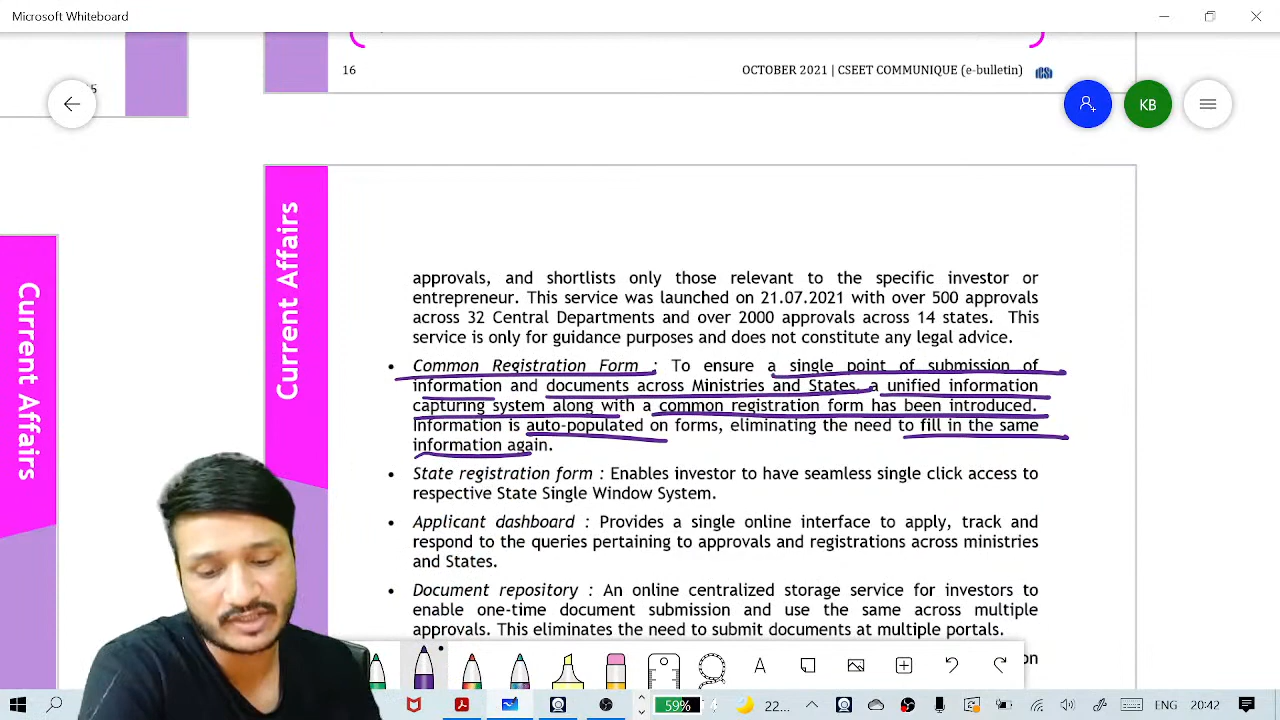 Microsoft Whiteboard
16
OCTOBER 2021 | CSEET COMMUNIQUE (e-bulletin)
KB
Current Affairs
Current Affairs
approvals, and shortlists only those relevant to the specific investor or
entrepreneur. This service was launched on 21.07.2021 with over 500 approvals
across 32 Central Departments and over 2000 approvals across 14 states. This
service is only for guidance purposes and does not constitute any legal advice.
• Common Registration Form : To ensure a single point of submission of
information and documents across Ministries and States, a unified information
capturing system along with a common registration form has been introduced.
Information is auto-populated on forms, eliminating the need to fill in the same
information again.
• State registration form : Enables investor to have seamless single click access to
respective State Single Window System.
• Applicant dashboard : Provides a single online interface to apply, track and
respond to the queries pertaining to approvals and registrations across ministries
and States.
• Document repository : An online centralized storage service for investors to
enable one-time document submission and use the same across multiple
approvals. This eliminates the need to submit documents at multiple portals.
59%
22...
ENG
20:42